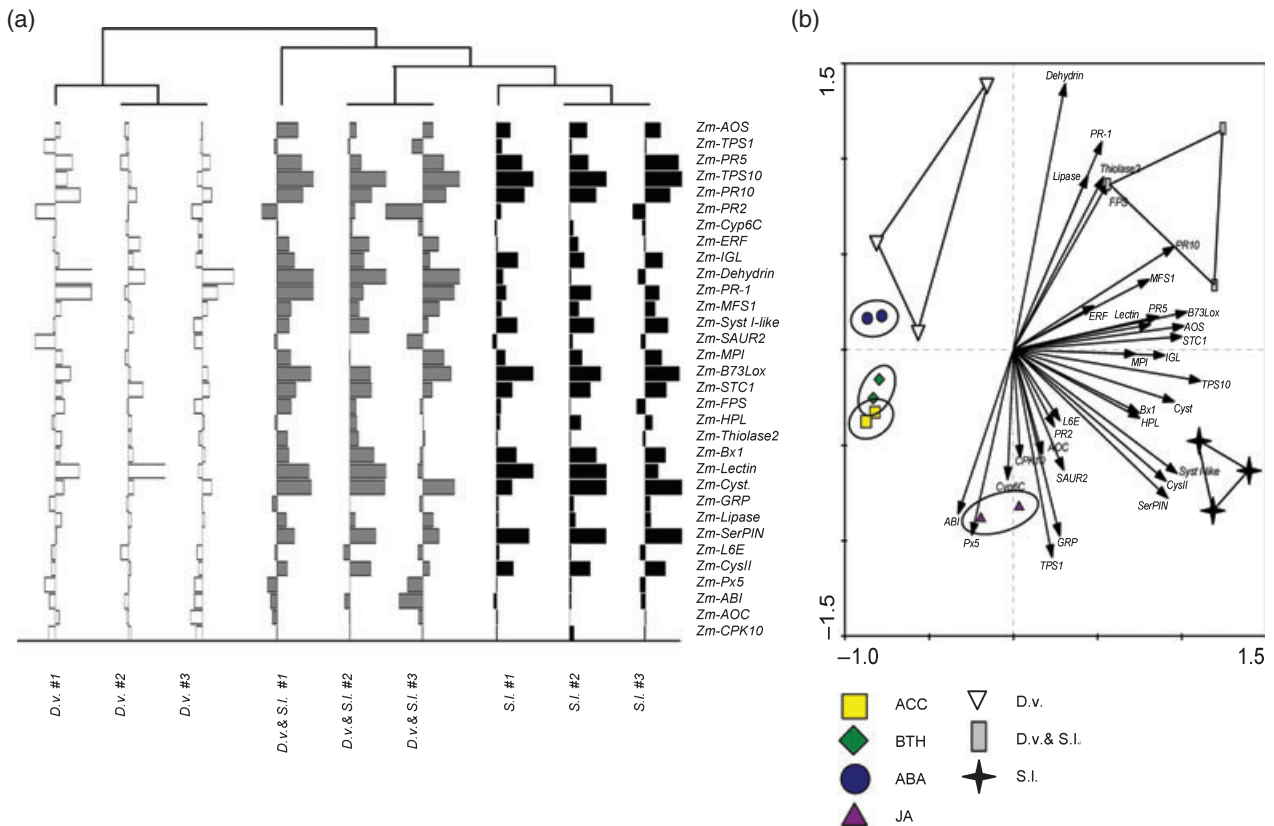 (a)
Zm-AOS
Zm-TPS1
Zm-PR5
Zm-TPS10
Zm-PR10
Zm-PR2
Zm-Cyp6C
Zm-ERF
Zm-IGL
Zm-Dehydrin
Zm-PR-1
Zm-MFS1
Zm-Syst I-like
Zm-SAUR2
Zm-MPI
Zm-B73Lox
Zm-STC1
Zm-FPS
Zm-HPL
Zm-Thiolase2
Zm-Bx1
Zm-Lectin
Zm-Cyst.
Zm-GRP
Zm-Lipase
Zm-SerPIN
Zm-L6E
Zm-CysII
Zm-Px5
Zm-ABI
Zm-AOC
Zm-CPK10
D.v. #1
D.v. #2
D.v. #3
D.v.& S.l. #1
D.v.& S.l. #2
D.v.& S.l. #3
S.l. #1
S.l. #2
S.l. #3
(b)
1.5
Dehydrin
PR-1
Lipase
Thiolase2
FPS
PR10
MFS1
ERF
Lectin
PR5
B73Lox
AOS
STC1
MPI
IGL
TPS10
Cyst
Bx1
HPL
L6E
PR2
AOC
CPK10
SAUR2
Syst I-like
CysII
SerPIN
Cyp6C
ABI
Px5
GRP
TPS1
–1.5
–1.0
1.5
ACC
BTH
ABA
JA
D.v.
D.v.& S.l.
S.l.